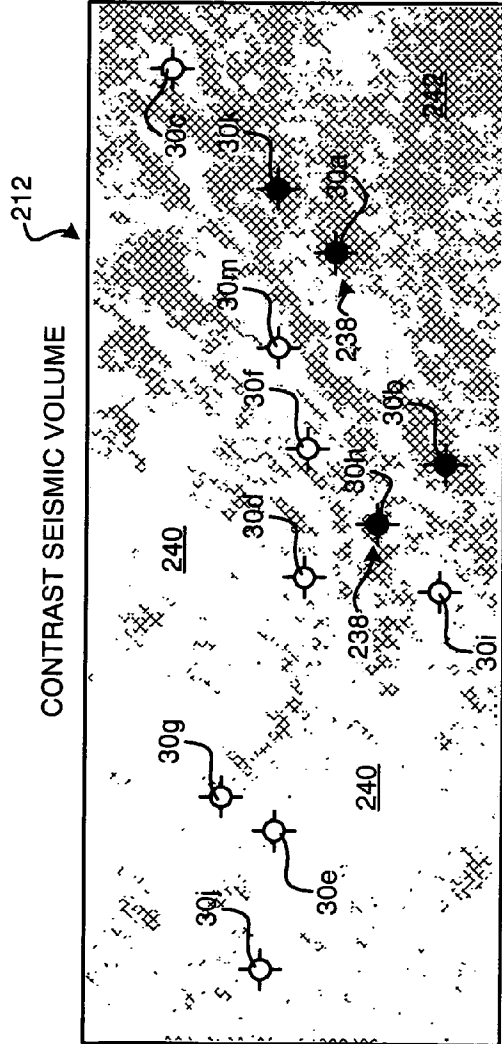 CONTRAST SEISMIC VOLUME
212
30g
240
30c
30j
30d
30f
30m
30k
30e
240
238
30h
30b
238
30a
242
30i